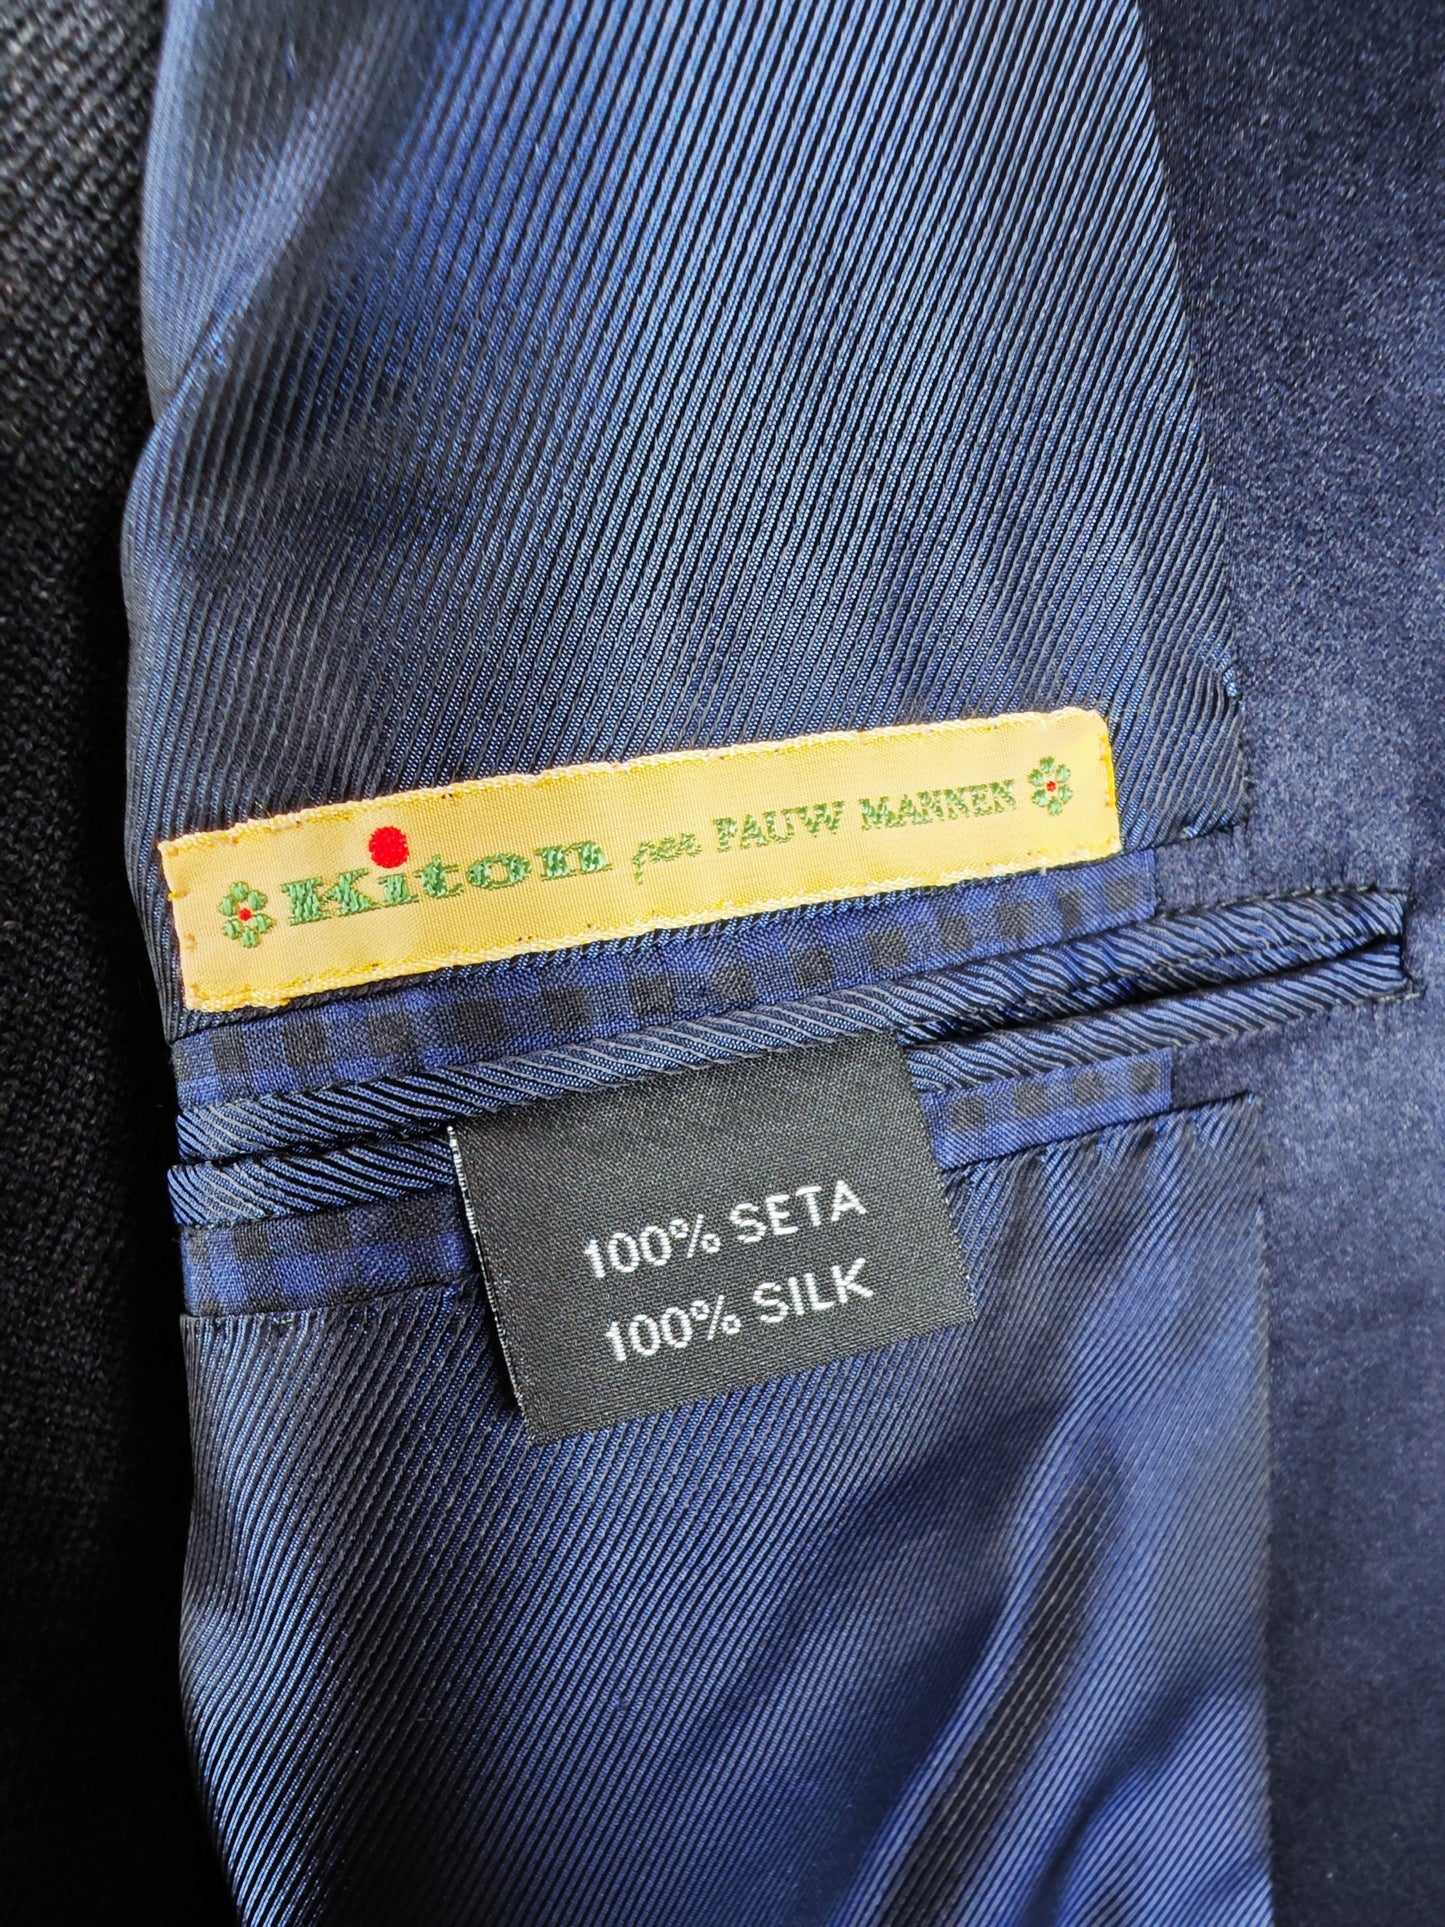 Kiton per PAUW MANNEN
100% SETA
100% SILK